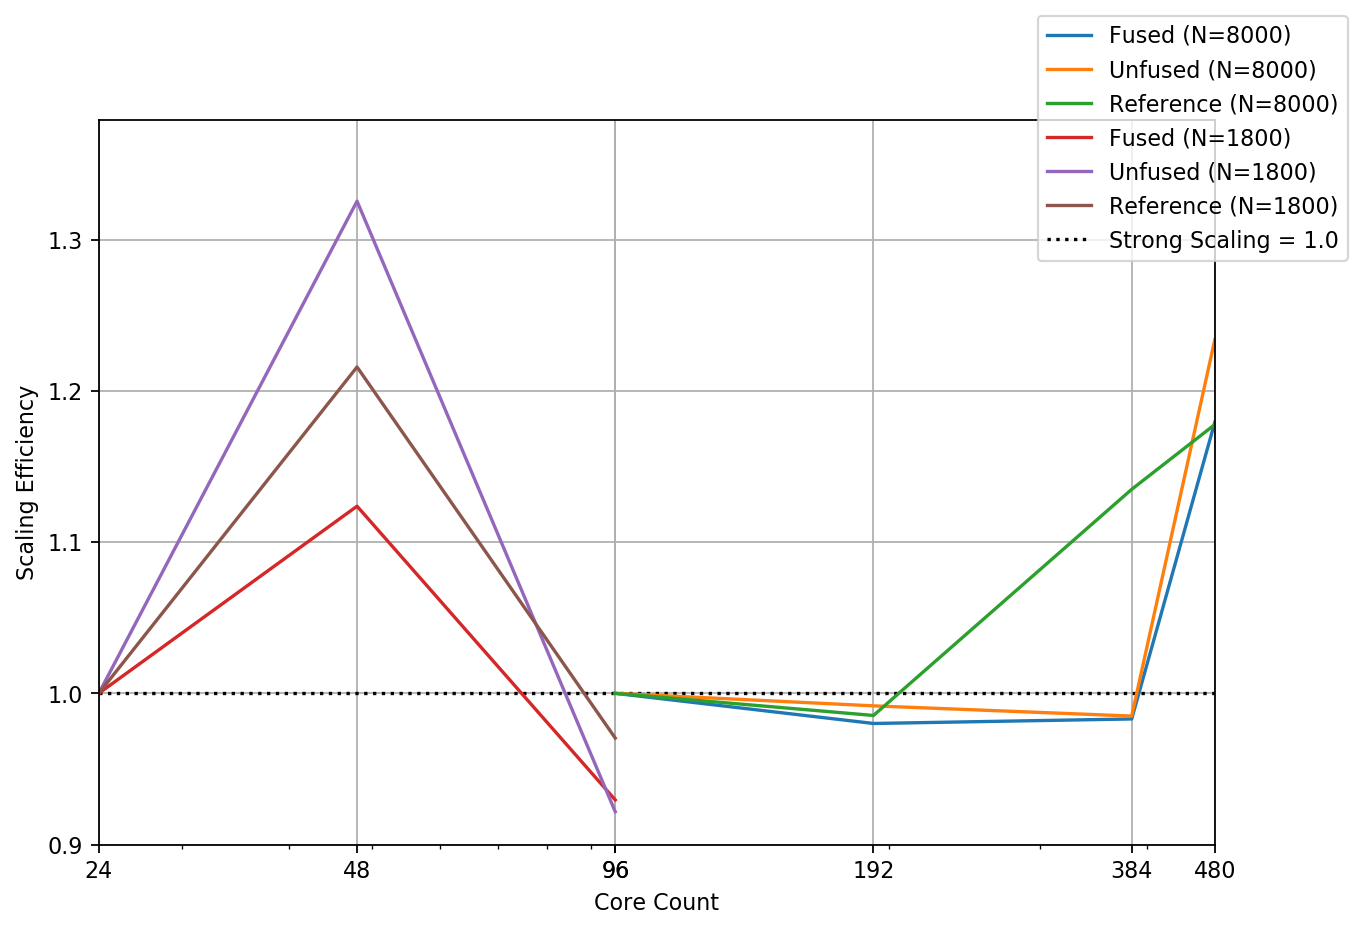 Fused (N=8000)
Unfused (N=8000)
Reference (N=8000)
Fused (N=1800)
Unfused (N=1800)
Reference (N=1800)
Strong Scaling = 1.0
1.3
1.2
1.1
1.0
0.9
Scaling Efficiency
24 48 96 192 384 480
Core Count